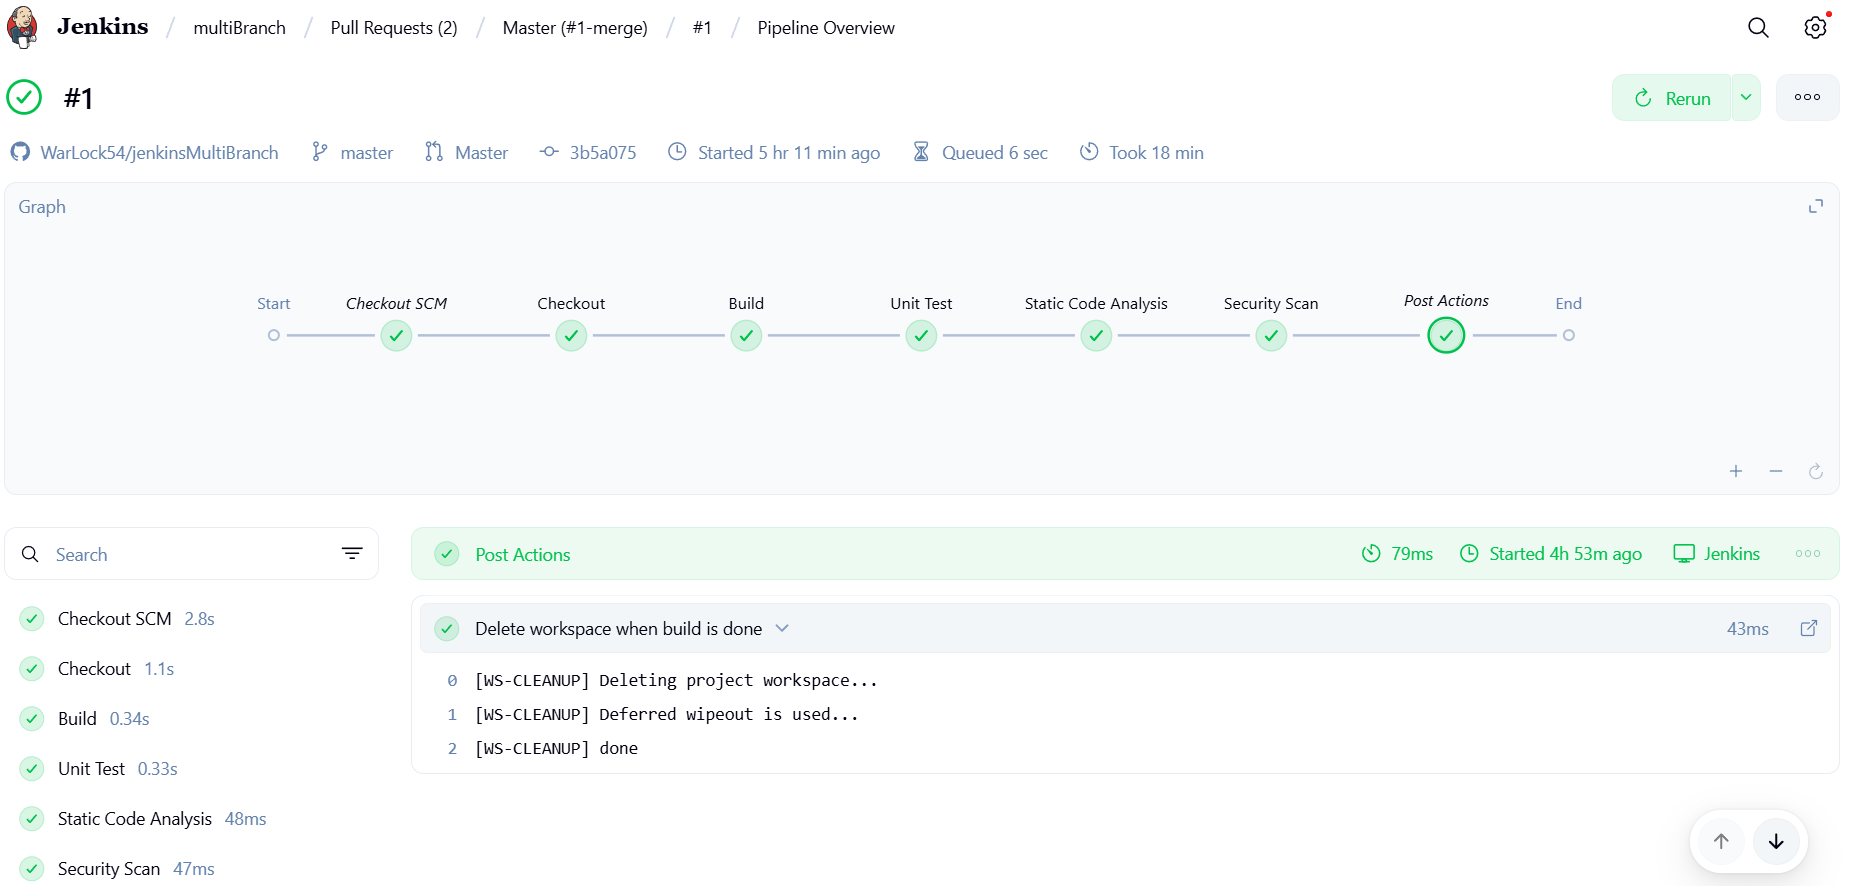 Jenkins / multiBranch / Pull Requests (2) / Master (#1-merge) / #1 / Pipeline Overview
#1
Rerun
WarLock54/jenkinsMultiBranch master Master 3b5a075 Started 5 hr 11 min ago Queued 6 sec Took 18 min
Graph
Start Checkout SCM Checkout Build Unit Test Static Code Analysis Security Scan Post Actions End
Search
Post Actions 79ms Started 4h 53m ago Jenkins
Checkout SCM 2.8s
Checkout 1.1s
Build 0.34s
Unit Test 0.33s
Static Code Analysis 48ms
Security Scan 47ms
Delete workspace when build is done 43ms
0 [WS-CLEANUP] Deleting project workspace...
1 [WS-CLEANUP] Deferred wipeout is used...
2 [WS-CLEANUP] done